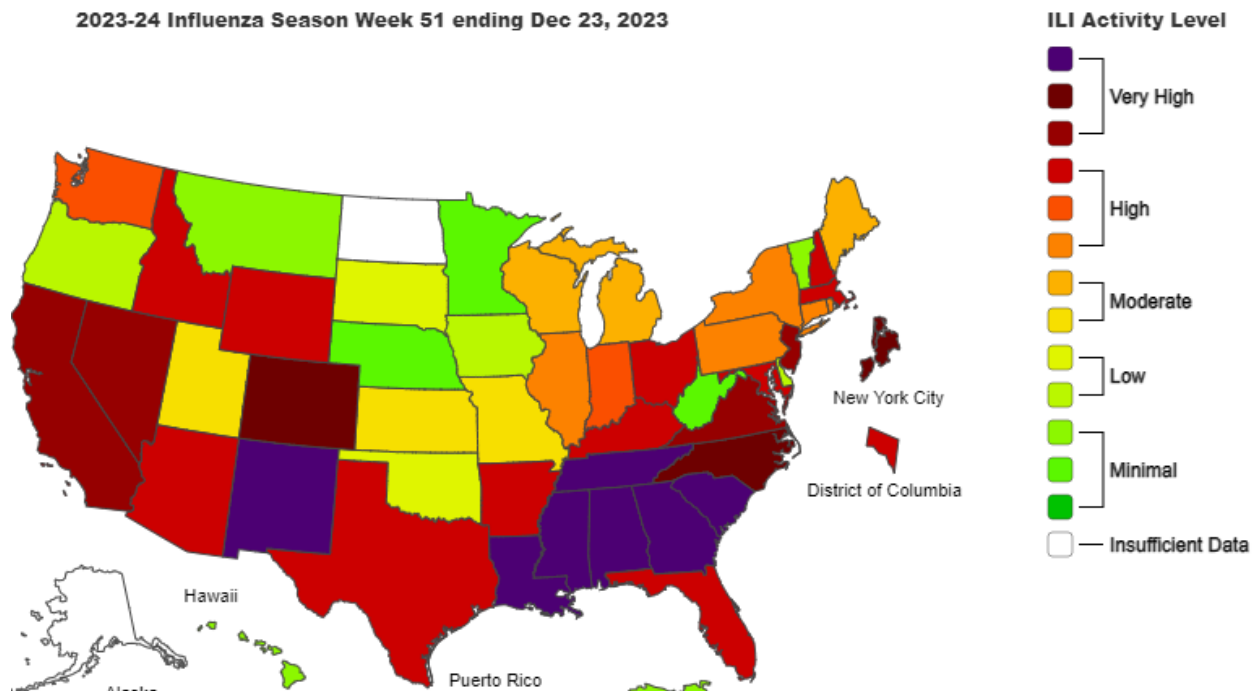 2023-24 Influenza Season Week 51 ending Dec 23, 2023
ILI Activity Level
Very High
High
Moderate
Low
Minimal
Insufficient Data
New York City
District of Columbia
Hawaii
Alaska
Puerto Rico